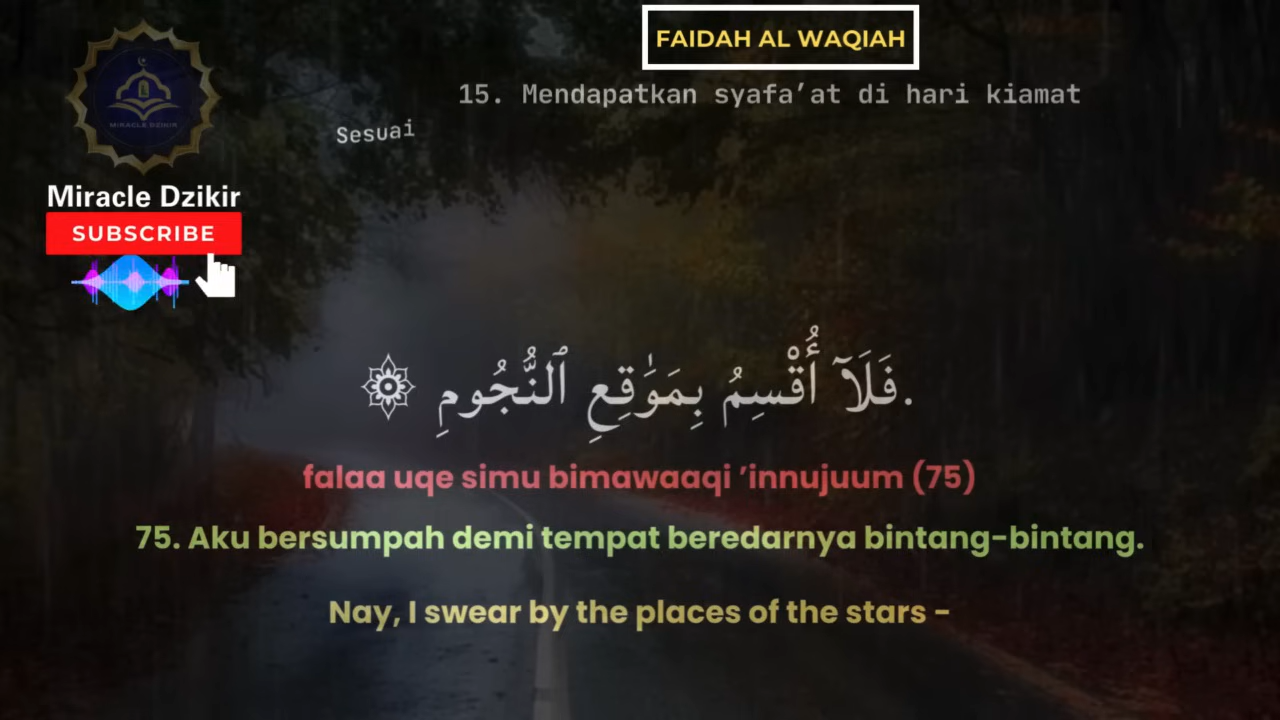 FAIDAH AL WAQIAH
15. Mendapatkan syafa’at di hari kiamat
Sesuai
MIRACLE DZIKIR
Miracle Dzikir
SUBSCRIBE
فَلَآ أُقْسِمُ بِمَوَٰقِعِ ٱلنُّجُومِ ۞.
falaa uqe simu bimawaaqi ’innujuum (75)
75. Aku bersumpah demi tempat beredarnya bintang-bintang.
Nay, I swear by the places of the stars -